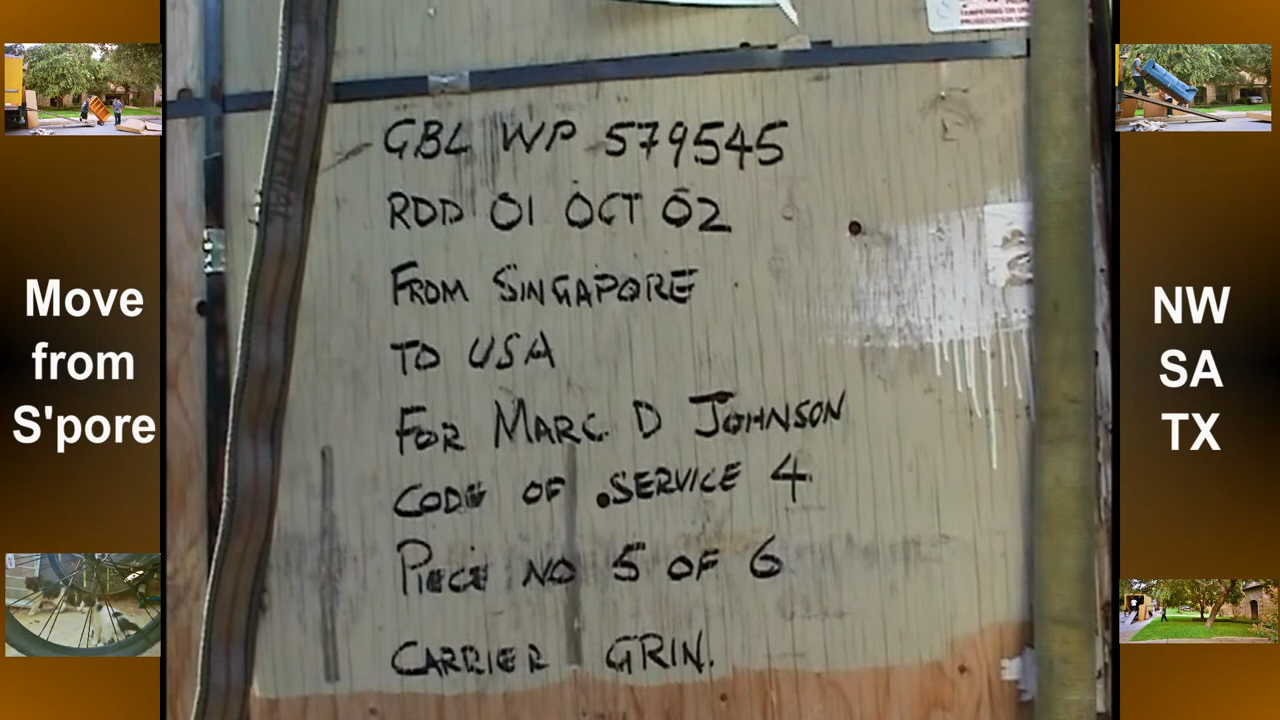 Move
from
S'pore
GBL WP 579545
RDD 01 OCT 02
FROM SINGAPORE
TO USA
FOR MARC D JOHNSON
CODE OF SERVICE 4
PIECE NO 5 OF 6
CARRIER GRIN.
NW
SA
TX